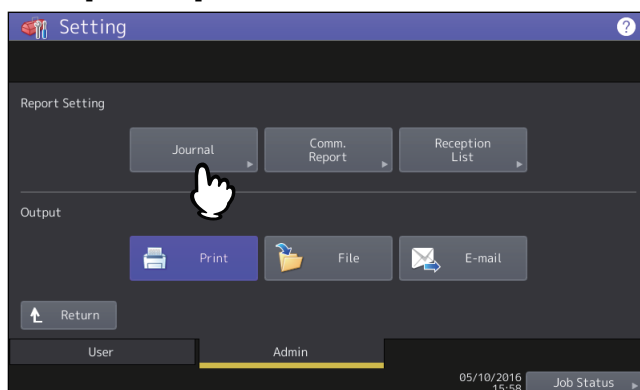 Setting
?
Report Setting
Journal
Comm.
Report
Reception
List
Output
Print
File
E-mail
Return
User
Admin
05/10/2016
15:58
Job Status